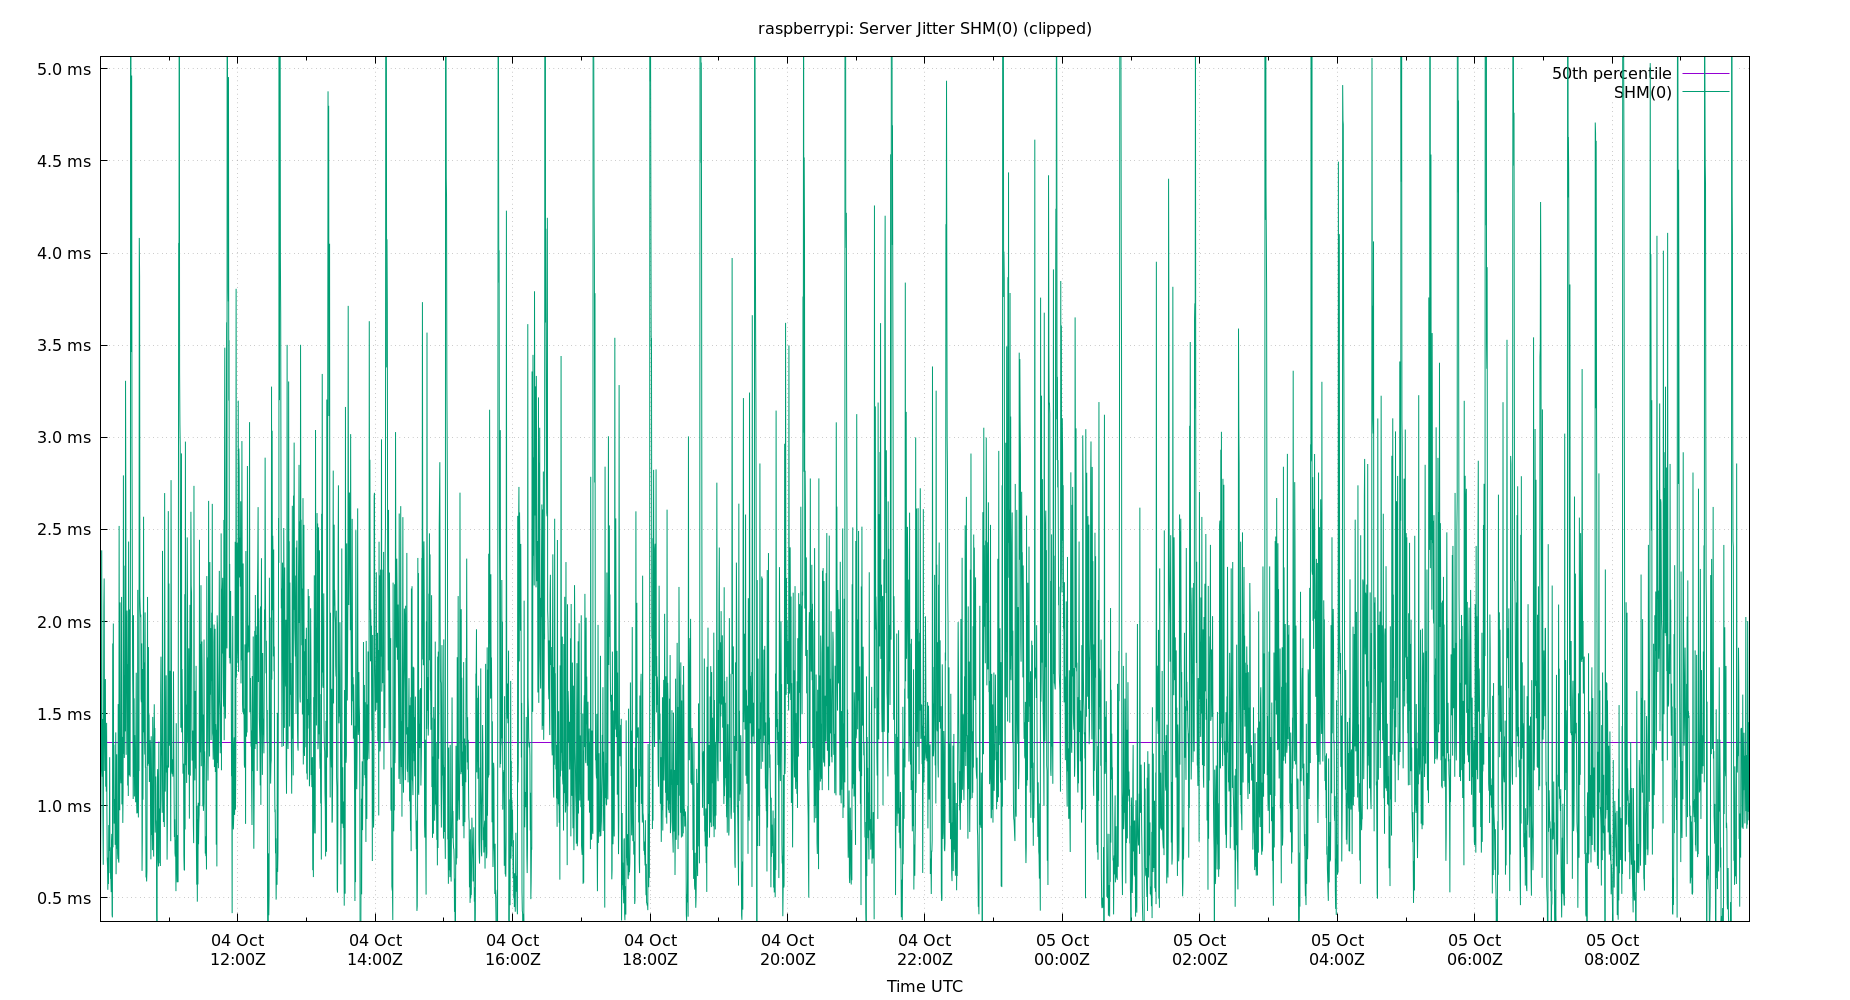 raspberrypi: Server Jitter SHM(0) (clipped)
50th percentile
SHM(0)
5.0 ms
4.5 ms
4.0 ms
3.5 ms
3.0 ms
2.5 ms
2.0 ms
1.5 ms
1.0 ms
0.5 ms
04 Oct 04 Oct 04 Oct 04 Oct 04 Oct 04 Oct 05 Oct 05 Oct 05 Oct 05 Oct 05 Oct
12:00Z 14:00Z 16:00Z 18:00Z 20:00Z 22:00Z 00:00Z 02:00Z 04:00Z 06:00Z 08:00Z
Time UTC